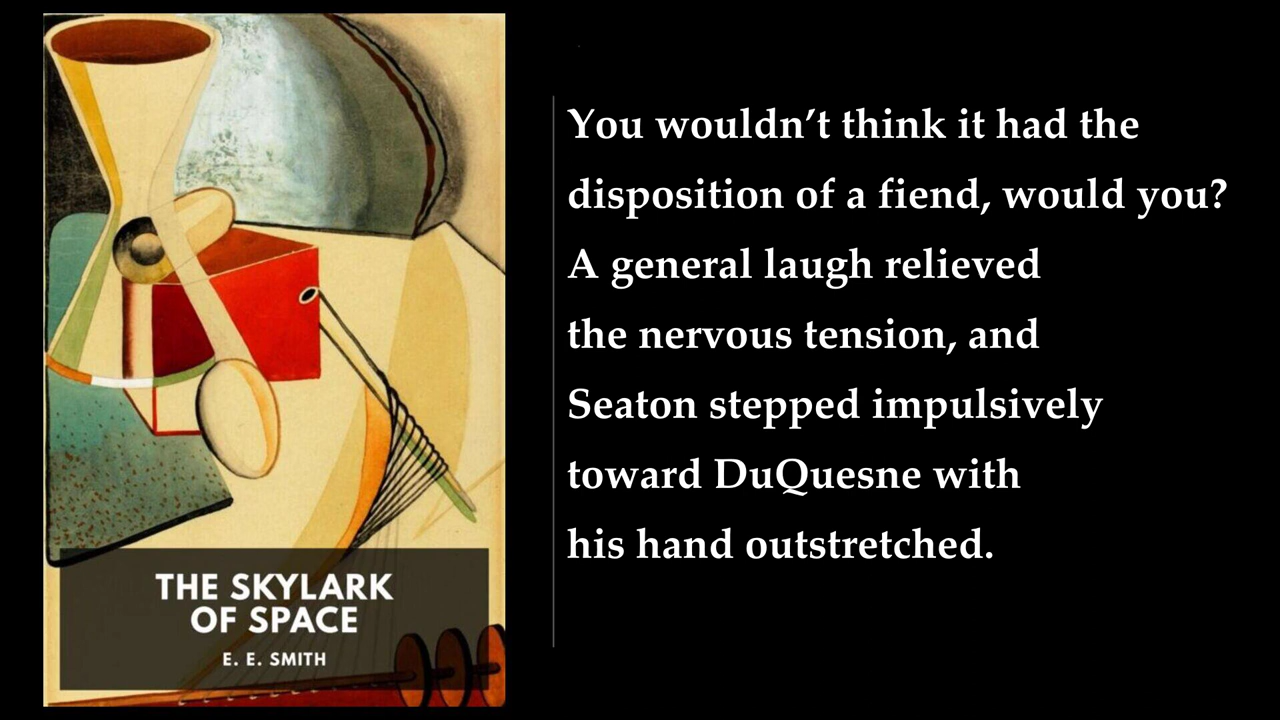 You wouldn’t think it had the
disposition of a fiend, would you?
A general laugh relieved
the nervous tension, and
Seaton stepped impulsively
toward DuQuesne with
his hand outstretched.
THE SKYLARK
OF SPACE
E. E. SMITH